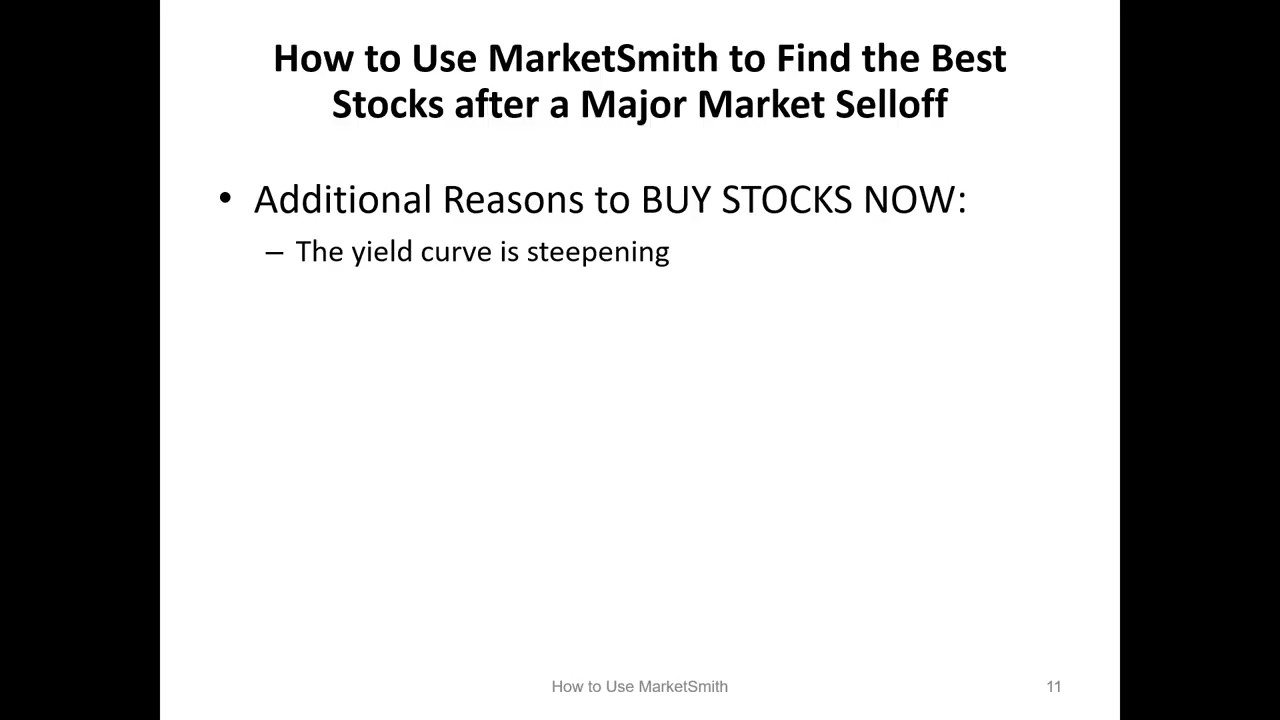 How to Use MarketSmith to Find the Best
Stocks after a Major Market Selloff
• Additional Reasons to BUY STOCKS NOW:
– The yield curve is steepening
How to Use MarketSmith
11